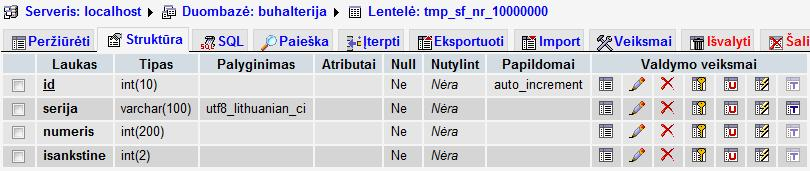 Serveris: localhost Duombazė: buhalterija Lentelė: tmp_sf_nr_10000000
Peržiūrėti Struktūra SQL Paieška Įterpti Eksportuoti Import Veiksmai Išvalyti Šali
Laukas Tipas Palyginimas Atributai Null Nutylint Papildomai Valdymo veiksmai
id int(10) Ne Nėra auto_increment
serija varchar(100) utf8_lithuanian_ci Ne Nėra
numeris int(200) Ne Nėra
isankstine int(2) Ne Nėra